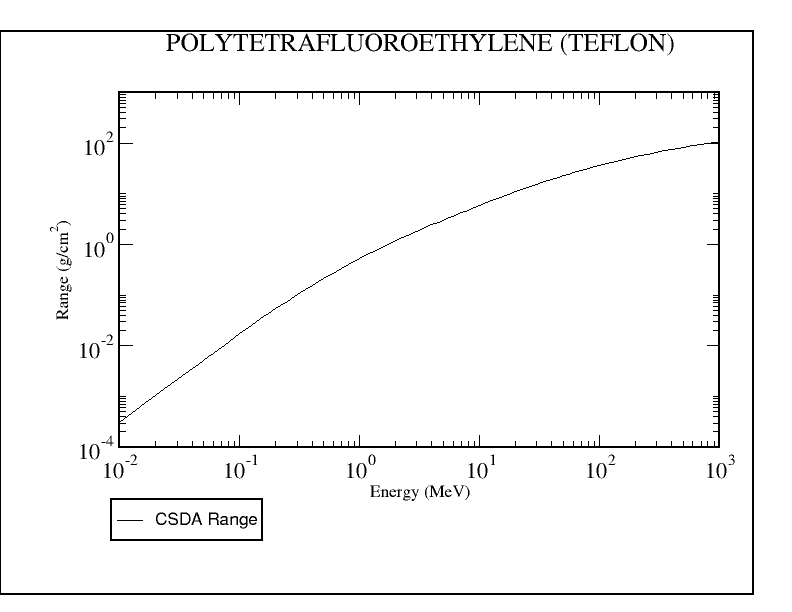 POLYTETRAFLUOROETHYLENE (TEFLON)
10^2
10^0
10^-2
10^-4
Range (g/cm^2)
10^-2 10^-1 10^0 10^1 10^2 10^3
Energy (MeV)
CSDA Range